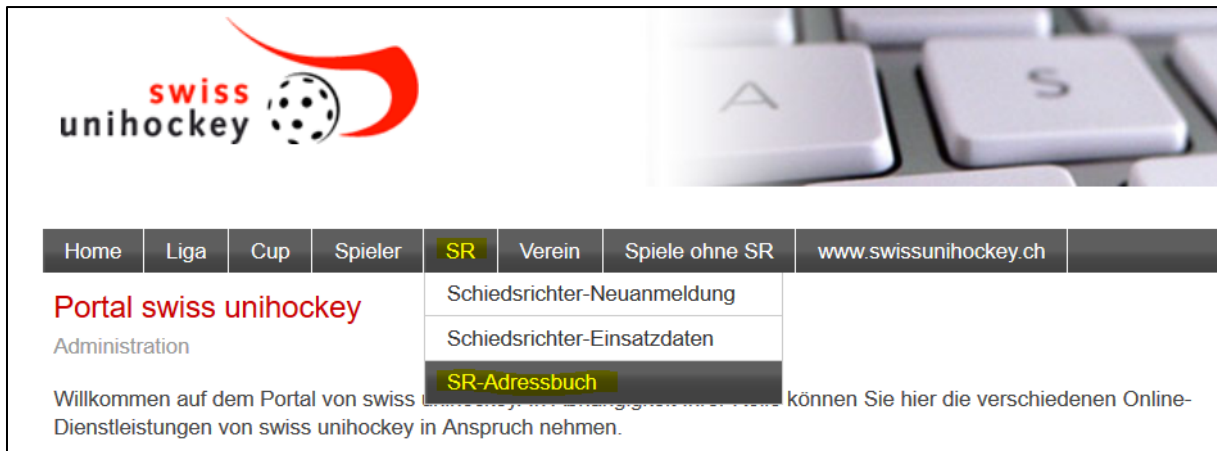 swiss
unihockey
A
S
Home Liga Cup Spieler SR Verein Spiele ohne SR www.swissunihockey.ch
Portal swiss unihockey
Schiedsrichter-Neuanmeldung
Administration
Schiedsrichter-Einsatzdaten
SR-Adressbuch
Willkommen auf dem Portal von swiss können Sie hier die verschiedenen Online-
Dienstleistungen von swiss unihockey in Anspruch nehmen.